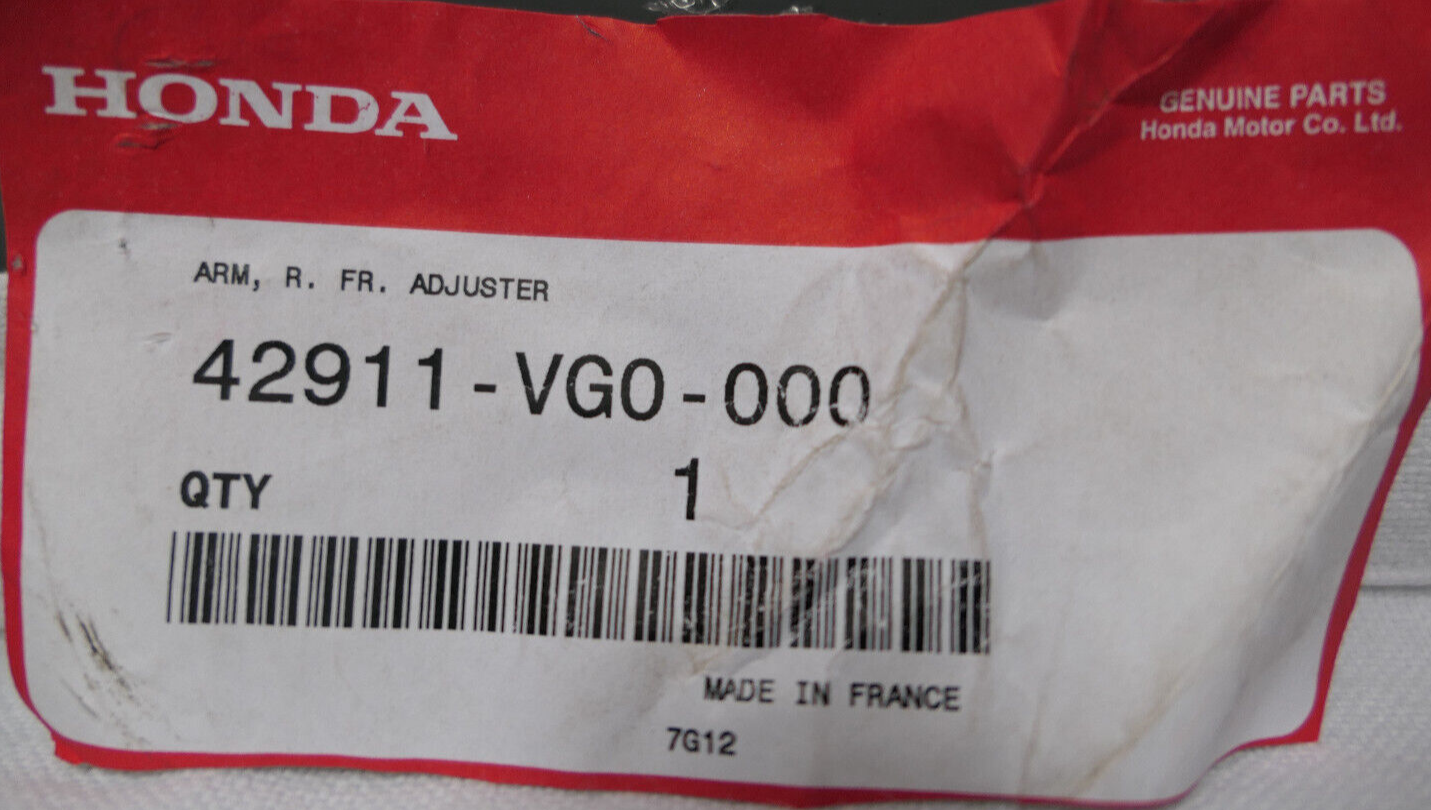 HONDA
GENUINE PARTS
Honda Motor Co. Ltd.
ARM, R. FR. ADJUSTER
42911-VG0-000
QTY 1
MADE IN FRANCE
7G12